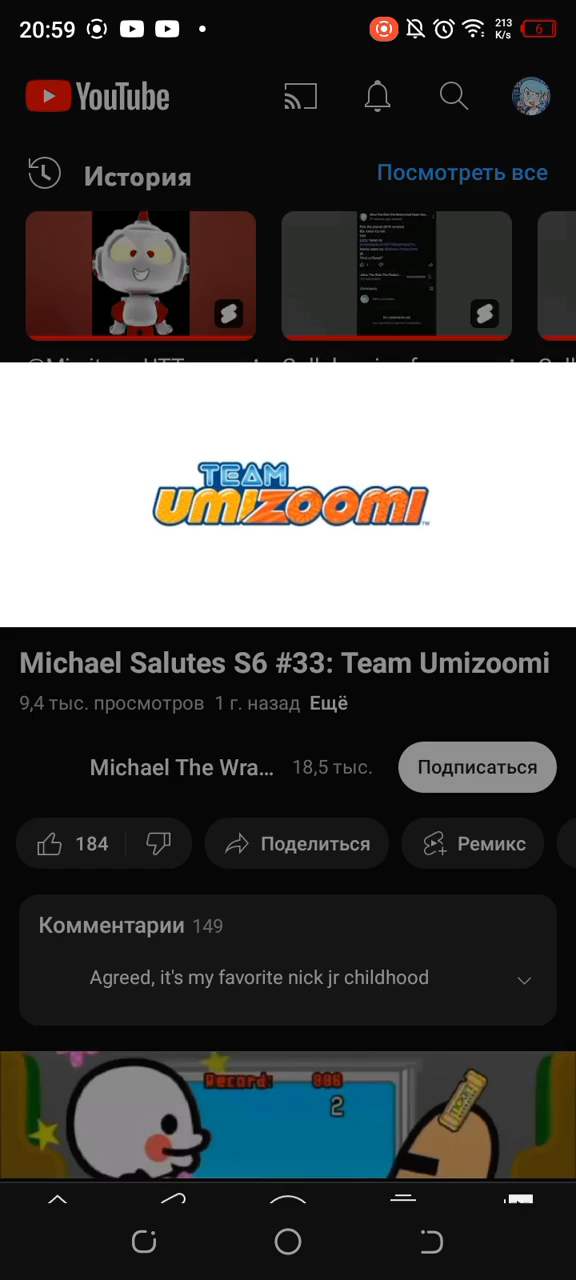 20:59
213
K/s
6
YouTube
История
Посмотреть все
TEAM
UMIZOOMI
™
Michael Salutes S6 #33: Team Umizoomi
9,4 тыс. просмотров 1 г. назад Ещё
Michael The Wra... 18,5 тыс.
Подписаться
184
Поделиться
Ремикс
Комментарии 149
Agreed, it's my favorite nick jr childhood
Record:
2